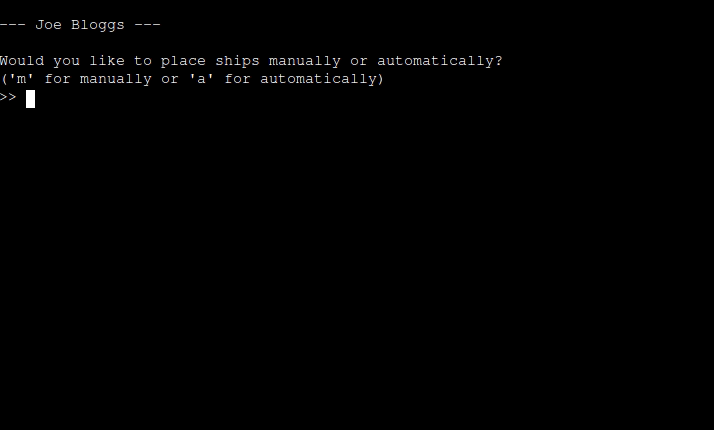 --- Joe Bloggs ---
Would you like to place ships manually or automatically?
('m' for manually or 'a' for automatically)
>>